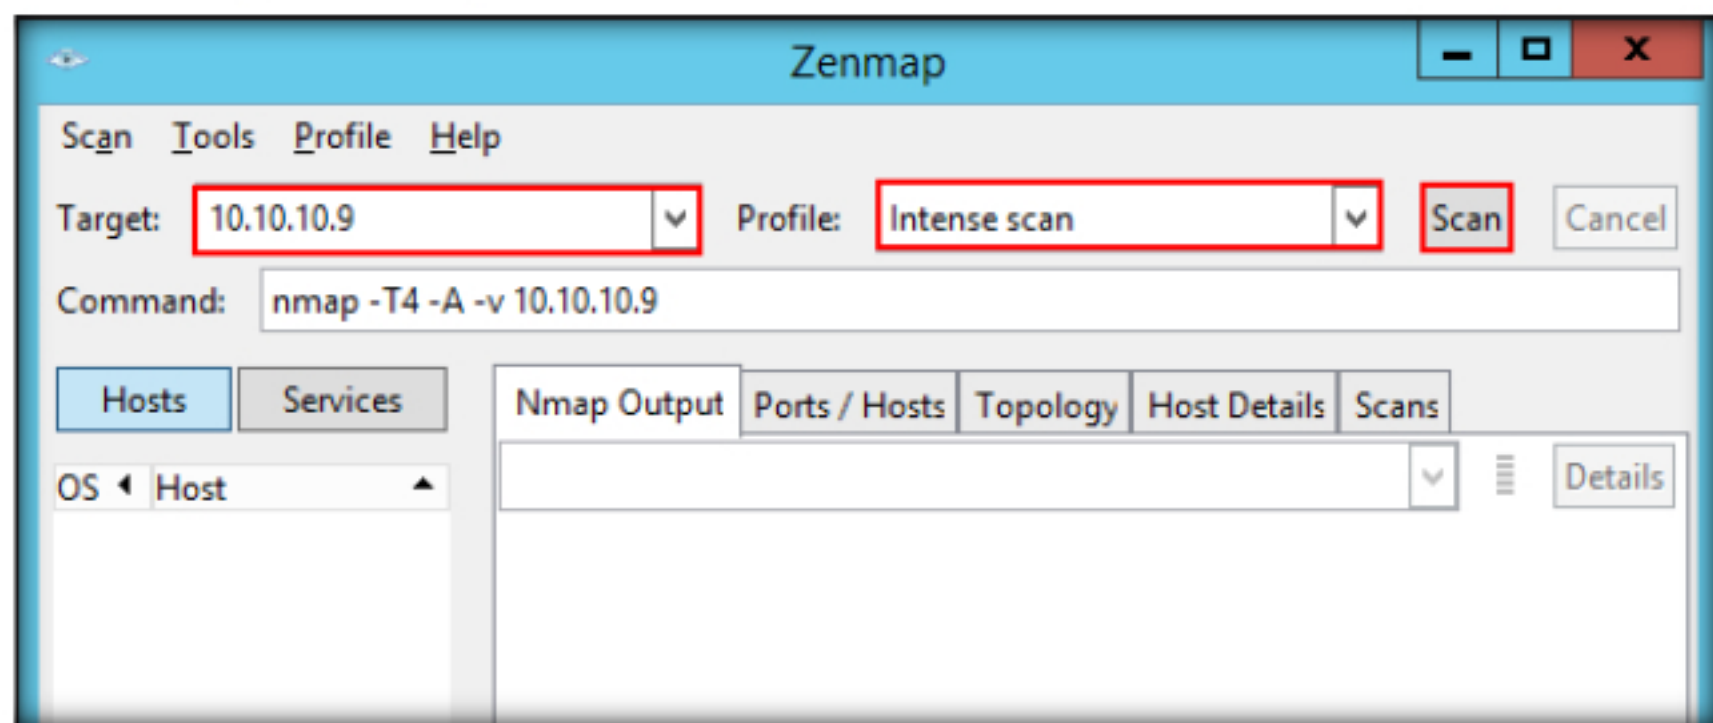 Zenmap
Scan Tools Profile Help
Target: 10.10.10.9 Profile: Intense scan Scan Cancel
Command: nmap -T4 -A -v 10.10.10.9
Hosts Services Nmap Output Ports / Hosts Topology Host Details Scans
OS Host Details